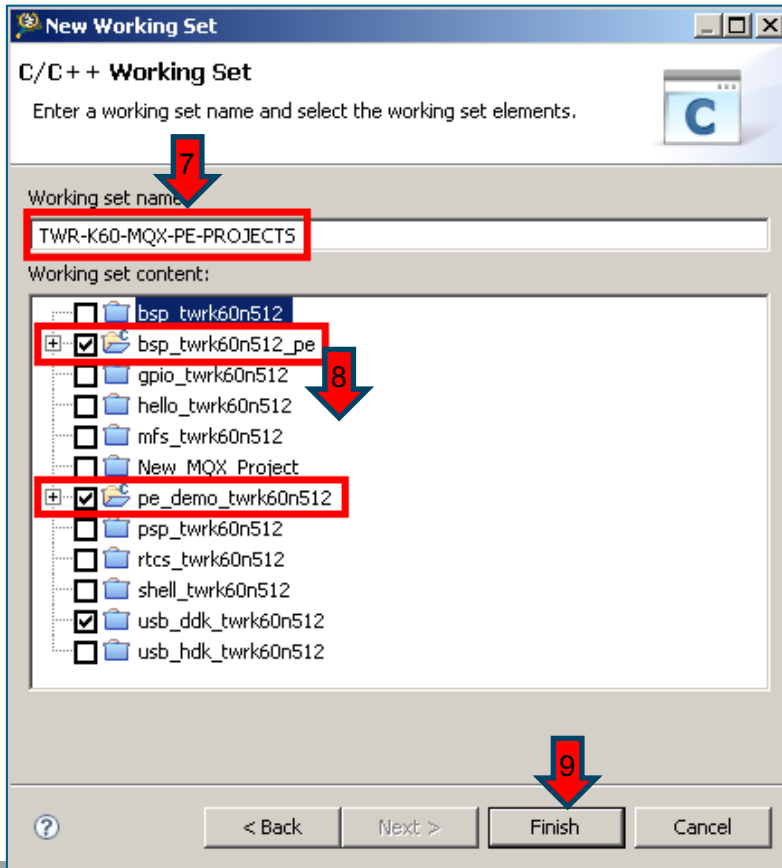 New Working Set
C/C++ Working Set
Enter a working set name and select the working set elements.
C
7
Working set name
TWR-K60-MQX-PE-PROJECTS
Working set content:
bsp_twrk60n512
bsp_twrk60n512_pe
8
gpio_twrk60n512
hello_twrk60n512
mfs_twrk60n512
New_MQX_Project
pe_demo_twrk60n512
psp_twrk60n512
rtcs_twrk60n512
shell_twrk60n512
usb_ddk_twrk60n512
usb_hdk_twrk60n512
9
? < Back Next > Finish Cancel